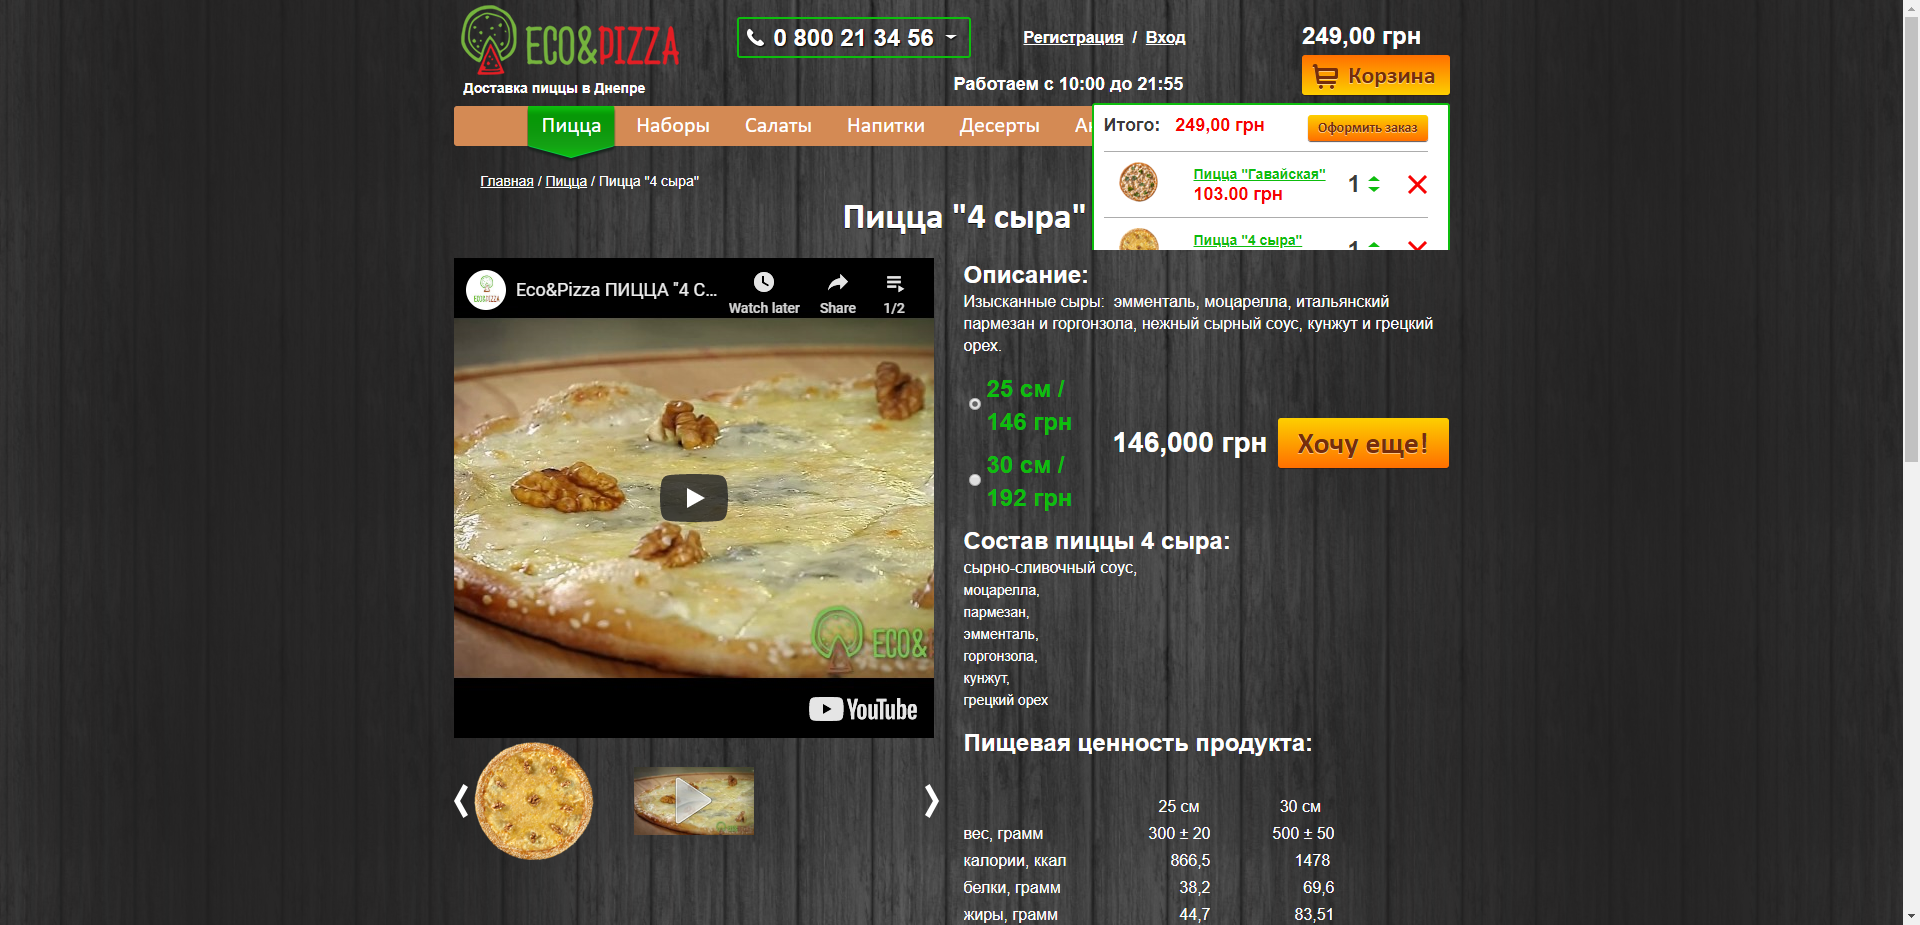 ECO&PIZZA
Доставка пиццы в Днепре
0 800 21 34 56
Регистрация / Вход
Работаем с 10:00 до 21:55
249,00 грн
Корзина
Пицца
Наборы
Салаты
Напитки
Десерты
Итого: 249,00 грн
Оформить заказ
Пицца "Гавайская"
103.00 грн
1
Пицца "4 сыра"
1
Главная / Пицца / Пицца "4 сыра"
Пицца "4 сыра"
ECO&PIZZA
Eco&Pizza ПИЦЦА "4 С...
Watch later
Share
1/2
ECO&
YouTube
Описание:
Изысканные сыры: эмменталь, моцарелла, итальянский
пармезан и горгонзола, нежный сырный соус, кунжут и грецкий
орех.
25 см /
146 грн
30 см /
192 грн
146,000 грн
Хочу еще!
Состав пиццы 4 сыра:
сырно-сливочный соус,
моцарелла,
пармезан,
эмменталь,
горгонзола,
кунжут,
грецкий орех
Пищевая ценность продукта:
25 см 30 см
вес, грамм 300 ± 20 500 ± 50
калории, ккал 866,5 1478
белки, грамм 38,2 69,6
жиры, грамм 44,7 83,51